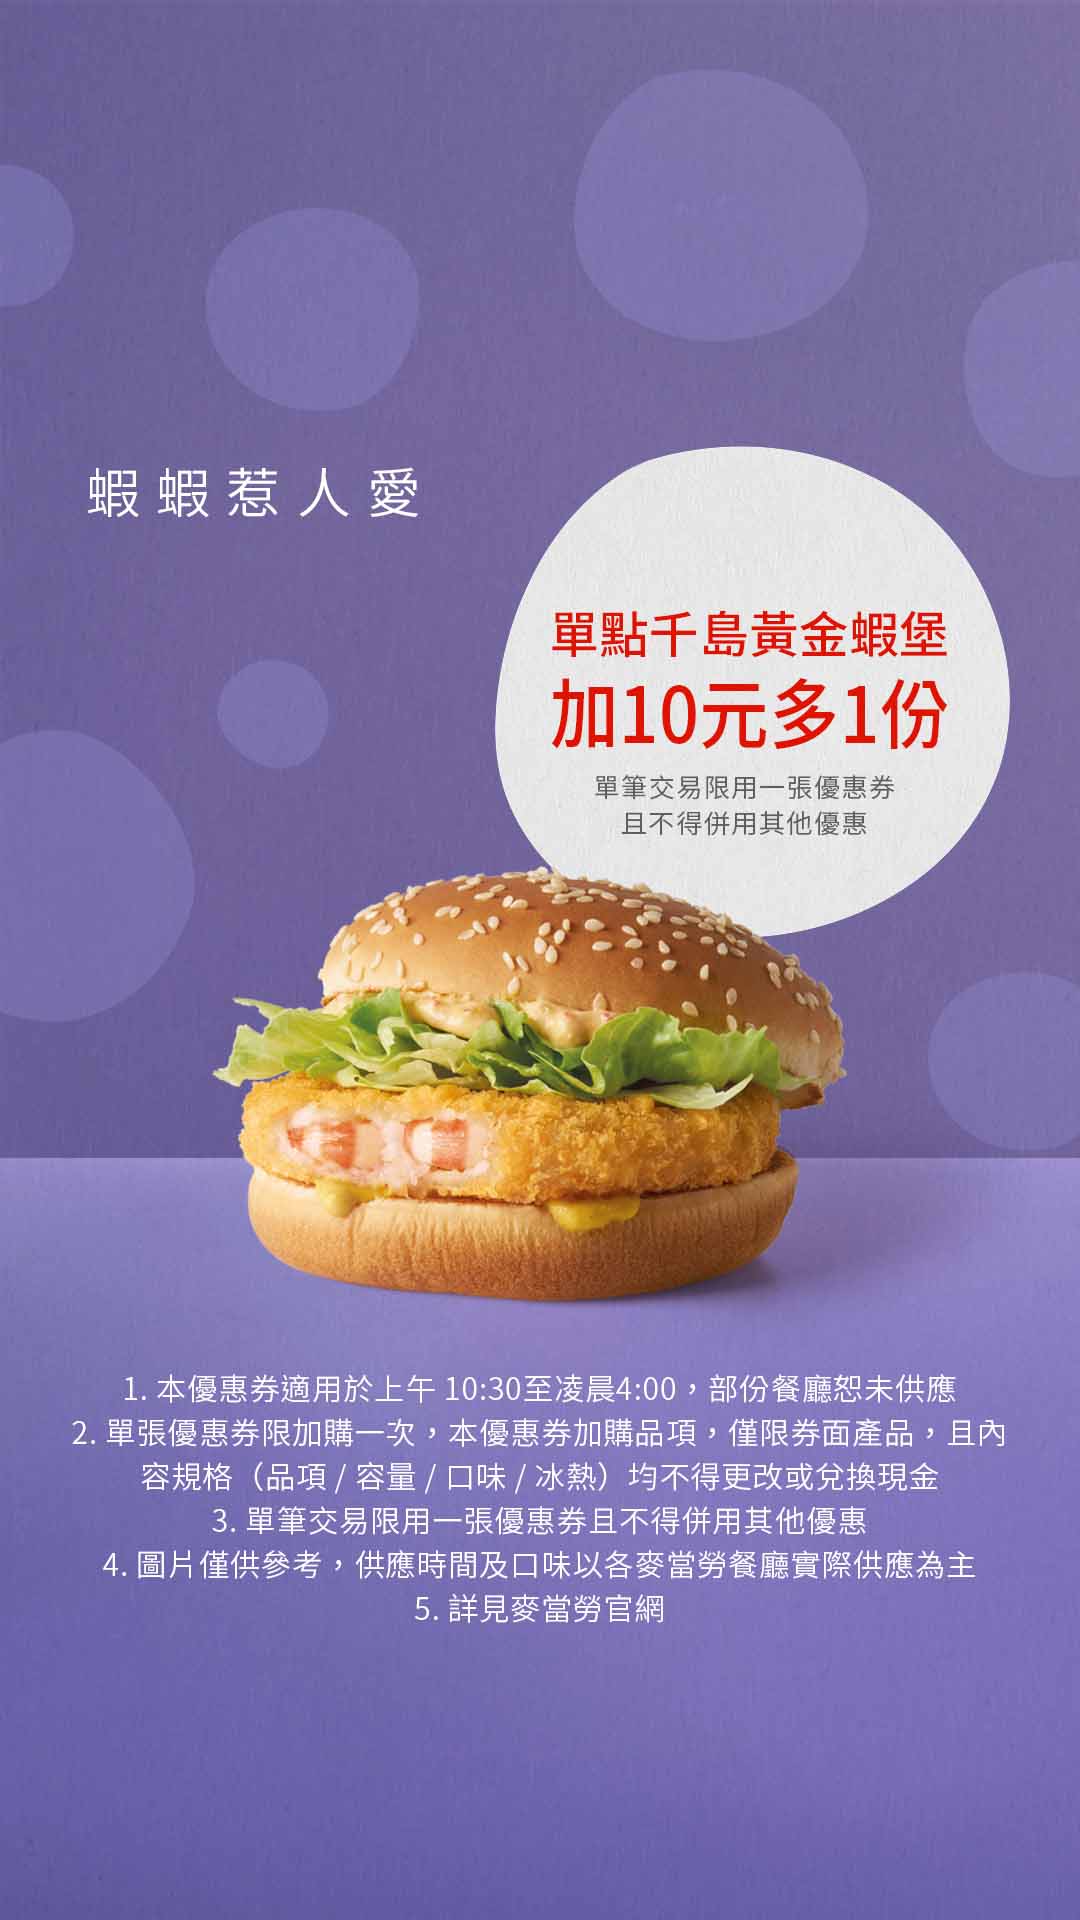 蝦蝦惹人愛
單點千島黃金蝦堡
加10元多1份
單筆交易限用一張優惠券
且不得併用其他優惠
1. 本優惠券適用於上午 10:30至凌晨4:00，部份餐廳恕未供應
2. 單張優惠券限加購一次，本優惠券加購品項，僅限券面產品，且內
容規格（品項 / 容量 / 口味 / 冰熱）均不得更改或兌換現金
3. 單筆交易限用一張優惠券且不得併用其他優惠
4. 圖片僅供參考，供應時間及口味以各麥當勞餐廳實際供應為主
5. 詳見麥當勞官網